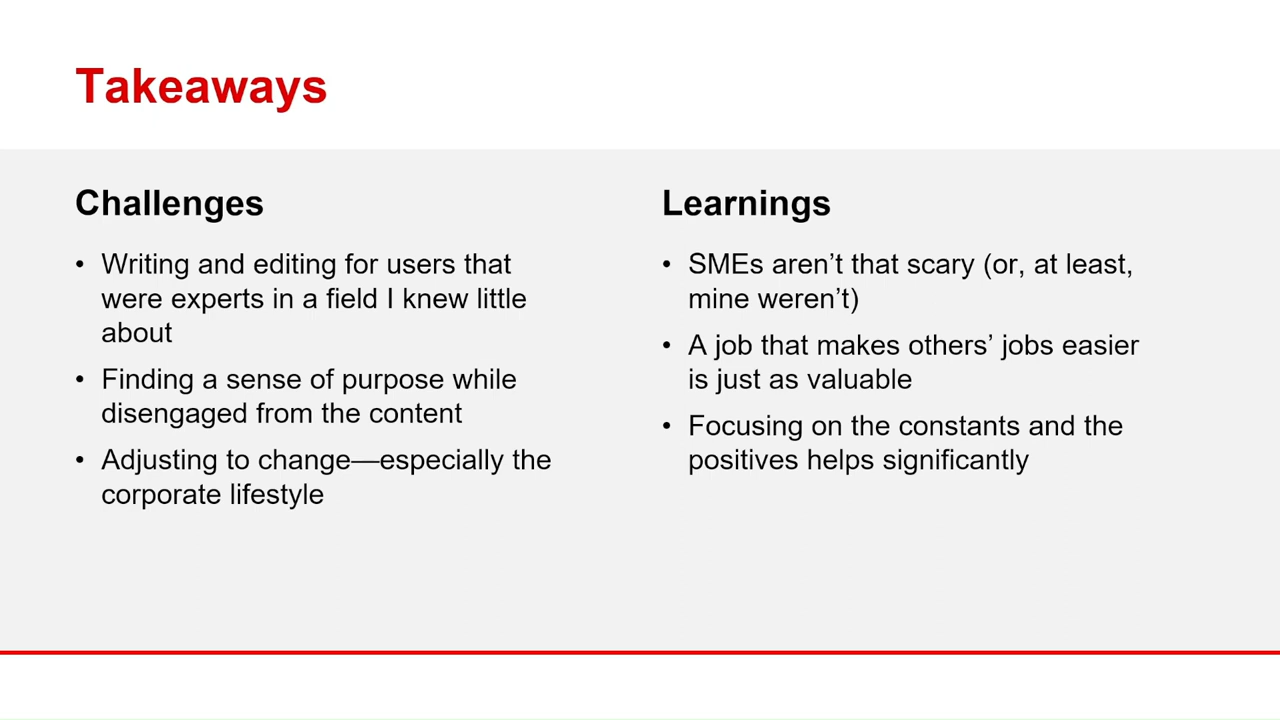 Takeaways
Challenges
• Writing and editing for users that
were experts in a field I knew little
about
• Finding a sense of purpose while
disengaged from the content
• Adjusting to change—especially the
corporate lifestyle
Learnings
• SMEs aren’t that scary (or, at least,
mine weren’t)
• A job that makes others’ jobs easier
is just as valuable
• Focusing on the constants and the
positives helps significantly